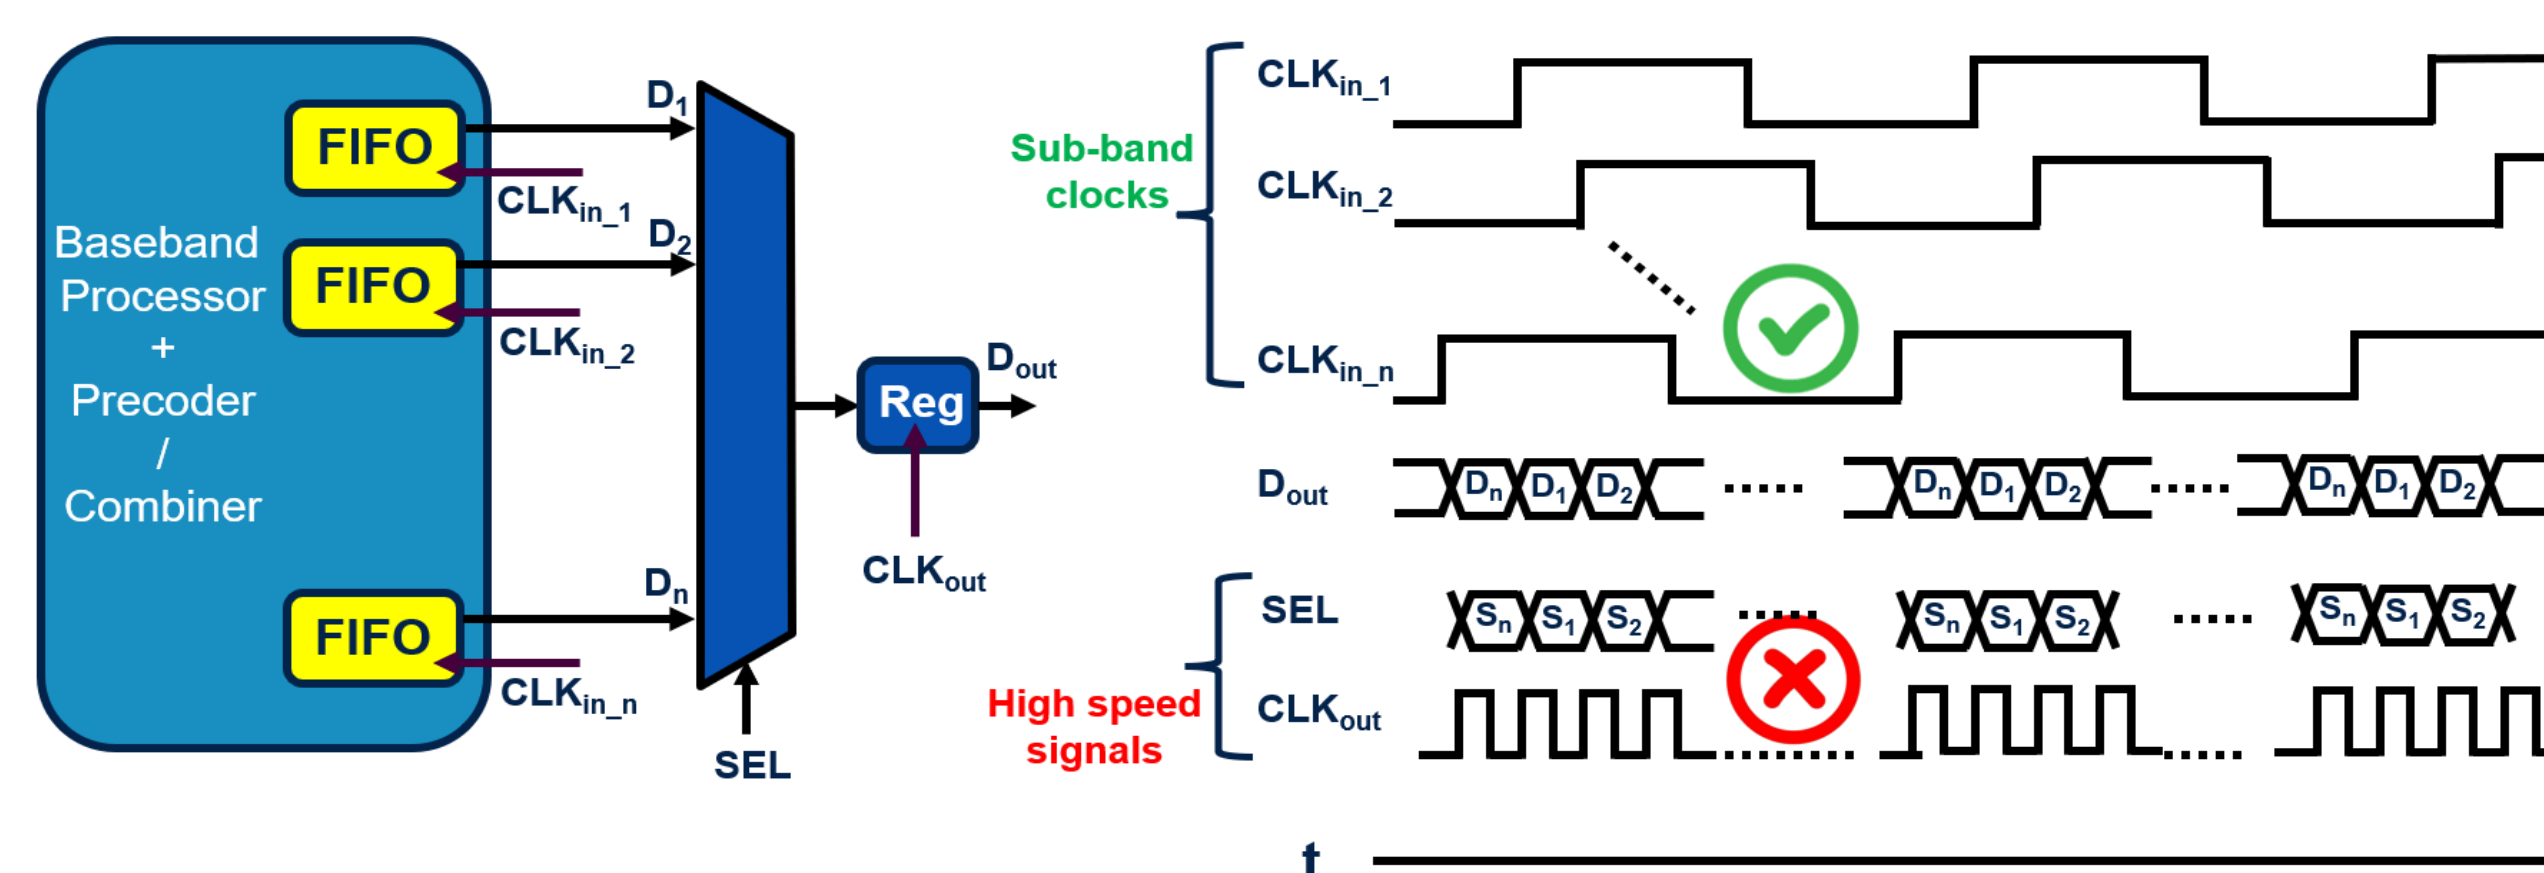 Baseband
Processor
+
Precoder
/
Combiner
FIFO
FIFO
FIFO
D1
CLKin_1
D2
CLKin_2
Dn
CLKin_n
SEL
Reg
Dout
CLKout
Sub-band
clocks
CLKin_1
CLKin_2
CLKin_n
Dout
Dn D1 D2 Dn D1 D2 Dn D1 D2
High speed
signals
SEL
Sn S1 S2 Sn S1 S2 Sn S1 S2
CLKout
t